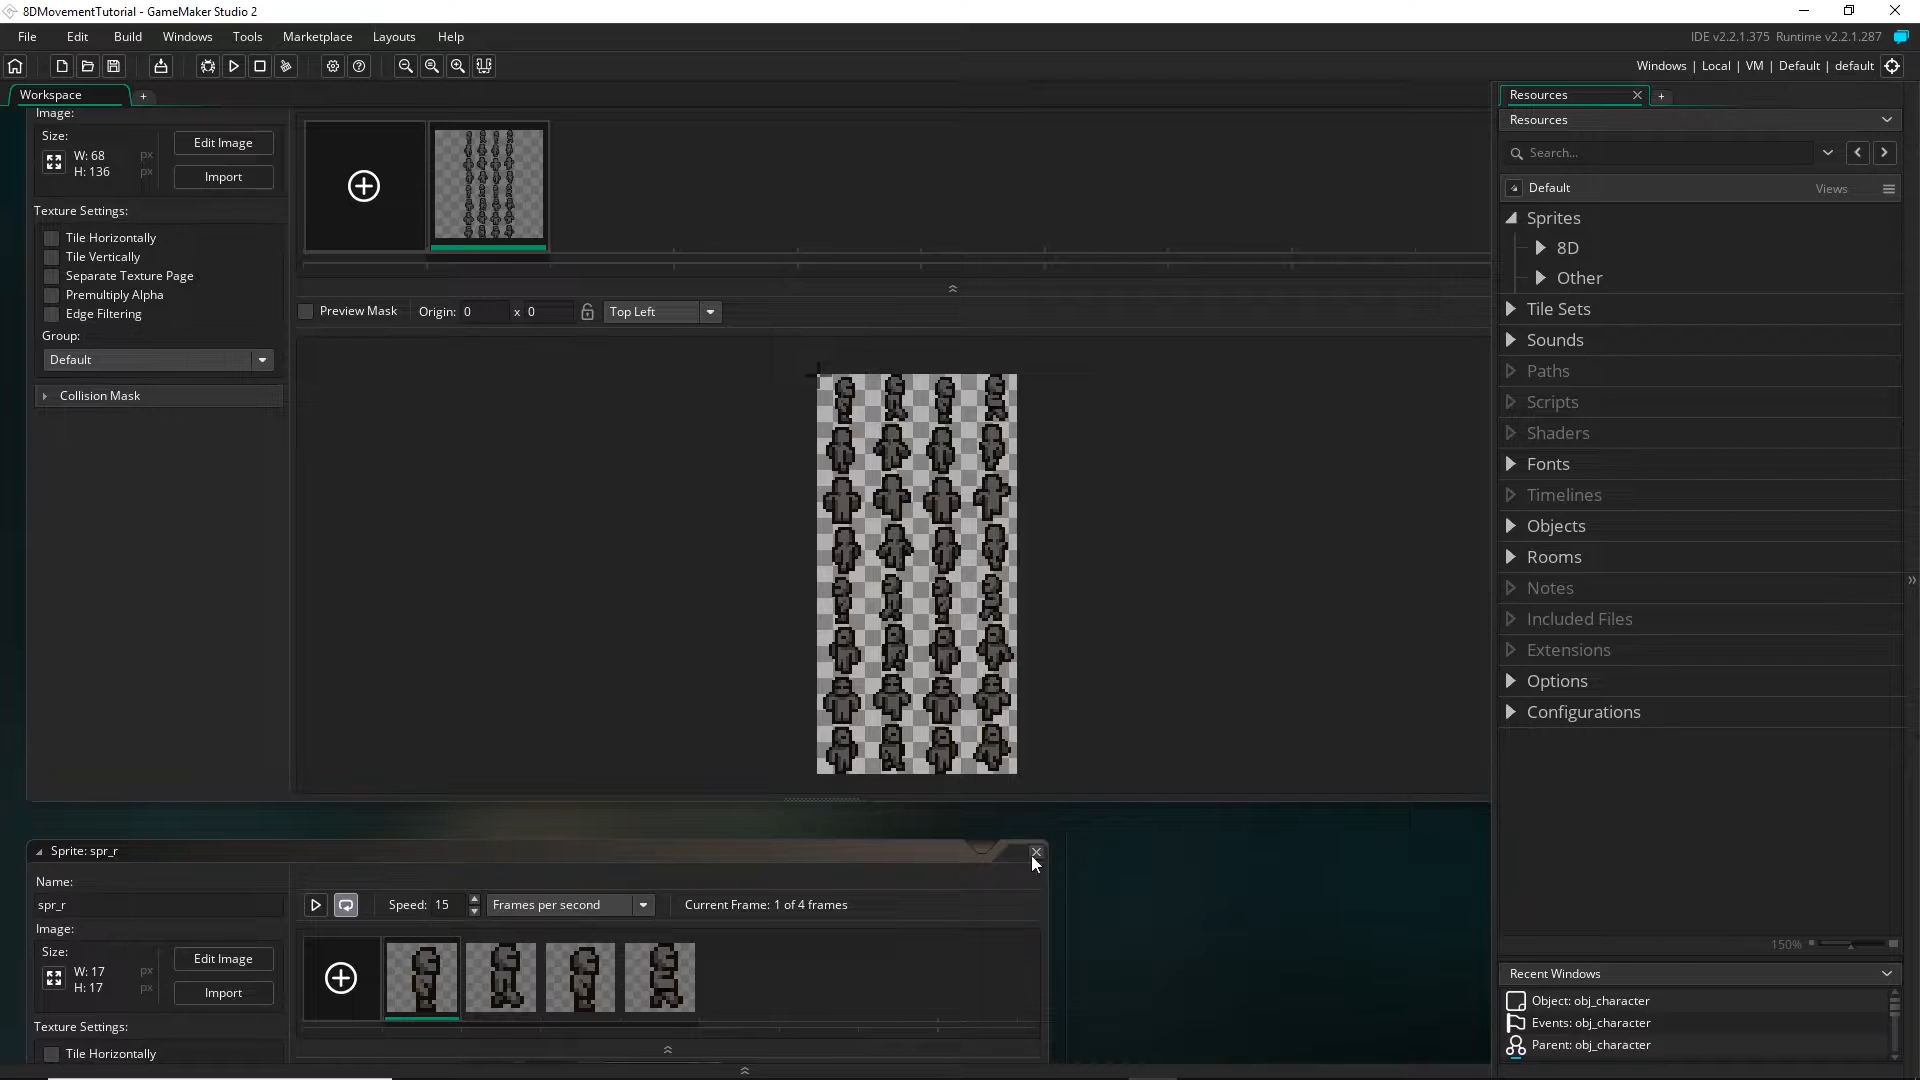 8DMovementTutorial - GameMaker Studio 2
File Edit Build Windows Tools Marketplace Layouts Help
IDE v2.2.1.375 Runtime v2.2.1.287
Windows | Local | VM | Default | default
Workspace
+
Image:
Size:
W: 68 px
H: 136 px
Edit Image
Import
Texture Settings:
Tile Horizontally
Tile Vertically
Separate Texture Page
Premultiply Alpha
Edge Filtering
Group:
Default
Collision Mask
Preview Mask Origin: 0 x 0 Top Left
Sprite: spr_r
Name:
spr_r
Image:
Size:
W: 17 px
H: 17 px
Edit Image
Import
Texture Settings:
Tile Horizontally
Speed: 15 Frames per second Current Frame: 1 of 4 frames
Resources
+
Resources
Search...
Default Views
Sprites
8D
Other
Tile Sets
Sounds
Paths
Scripts
Shaders
Fonts
Timelines
Objects
Rooms
Notes
Included Files
Extensions
Options
Configurations
150%
Recent Windows
Object: obj_character
Events: obj_character
Parent: obj_character